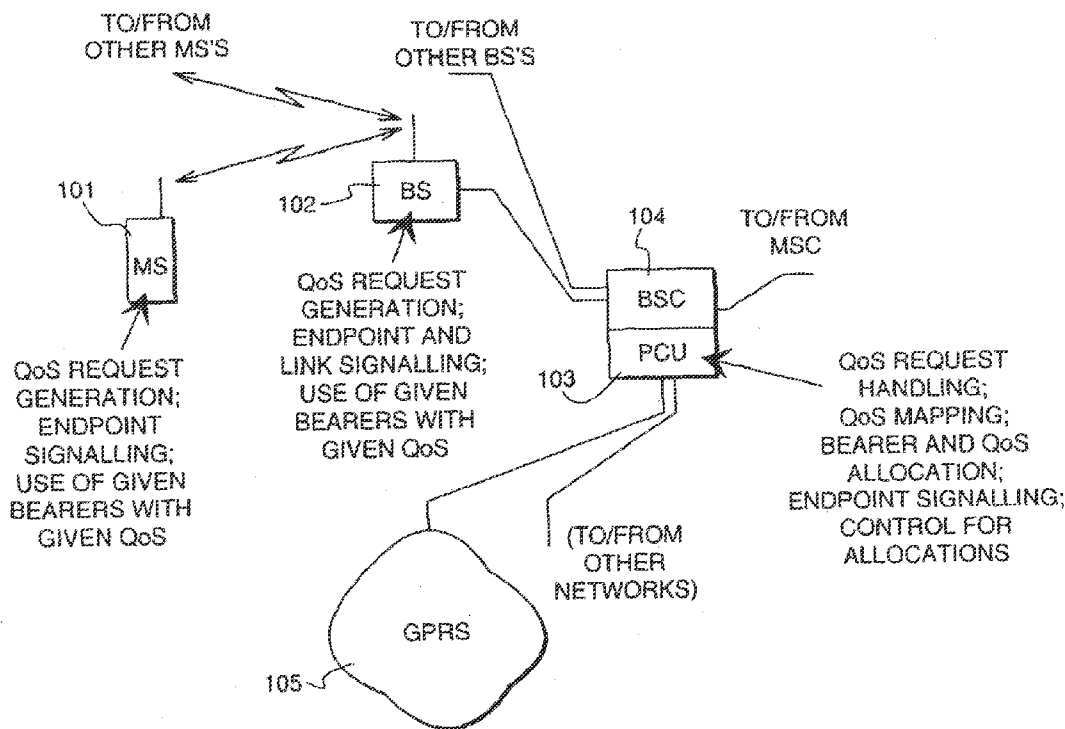 TO/FROM
OTHER MS'S
TO/FROM
OTHER BS'S
101
MS
102
BS
104
BSC
PCU
103
TO/FROM
MSC
QoS REQUEST
GENERATION;
ENDPOINT
SIGNALLING;
USE OF GIVEN
BEARERS WITH
GIVEN QoS
QoS REQUEST
GENERATION;
ENDPOINT AND
LINK SIGNALLING;
USE OF GIVEN
BEARERS WITH
GIVEN QoS
QoS REQUEST
HANDLING;
QoS MAPPING;
BEARER AND QoS
ALLOCATION;
ENDPOINT SIGNALLING;
CONTROL FOR
ALLOCATIONS
(TO/FROM
OTHER
NETWORKS)
GPRS
105